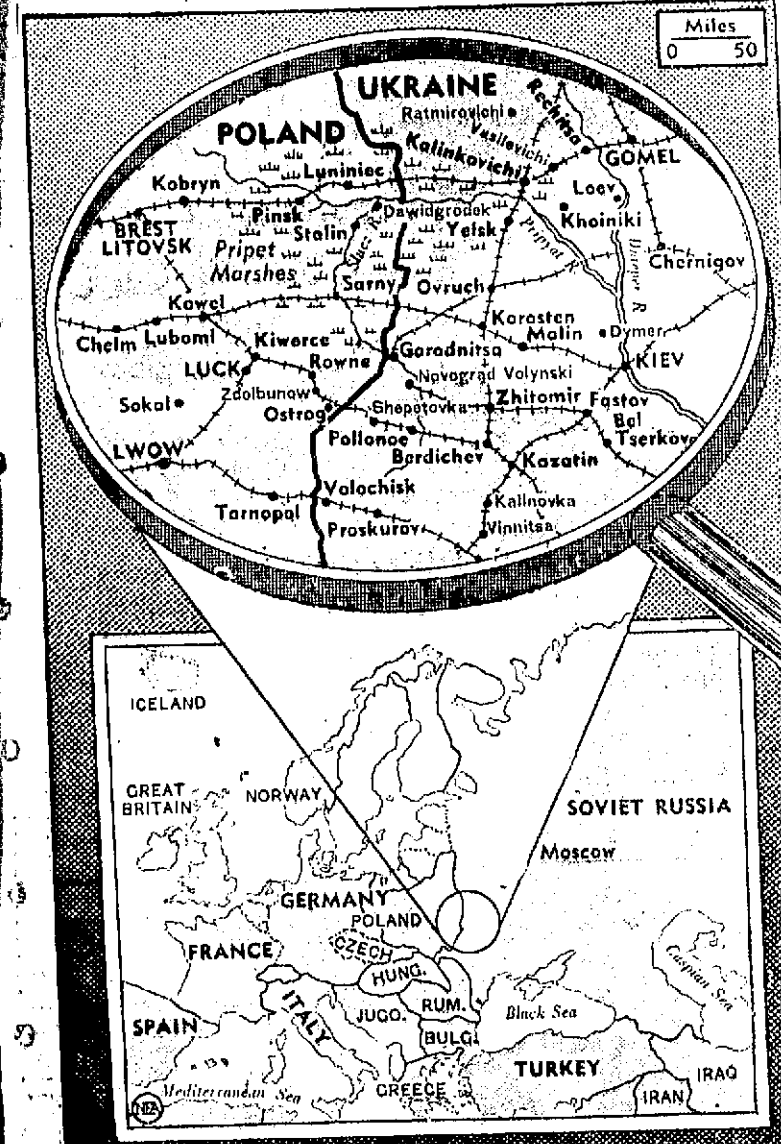 Miles
0 50
UKRAINE
POLAND
Ratmirovichi
Rechitsa
Vasilevichi
Kalinkovichi
GOMEL
Luniniec
Kobryn
Pinsk
Loev
Dawidgrodek
Khoiniki
BREST
LITOVSK
Stalin
Yelsk
Pripet
Marshes
Slucz R.
Pripyat R.
Dnieper R.
Chernigov
Sarny
Ovruch
Kowel
Korosten
Chelm
Luboml
Malin
Dymer
Kiwerce
Gorodnitsa
LUCK
Rowne
KIEV
Novograd Volynski
Zdolbunow
Sokal
Ostrog
Shepetovka
Zhitomir
Fastov
Bel
Tserkov
Pollonoe
LWOW
Berdichev
Kazatin
Volochisk
Tarnopol
Kalinovka
Proskurov
Vinnitsa
ICELAND
GREAT
BRITAIN
NORWAY
SOVIET RUSSIA
Moscow
GERMANY
POLAND
CZECH.
FRANCE
HUNG.
Caspian Sea
ITALY
JUGO.
RUM.
Black Sea
SPAIN
BULG.
TURKEY
IRAQ
Mediterranean Sea
GREECE
IRAN
NEA